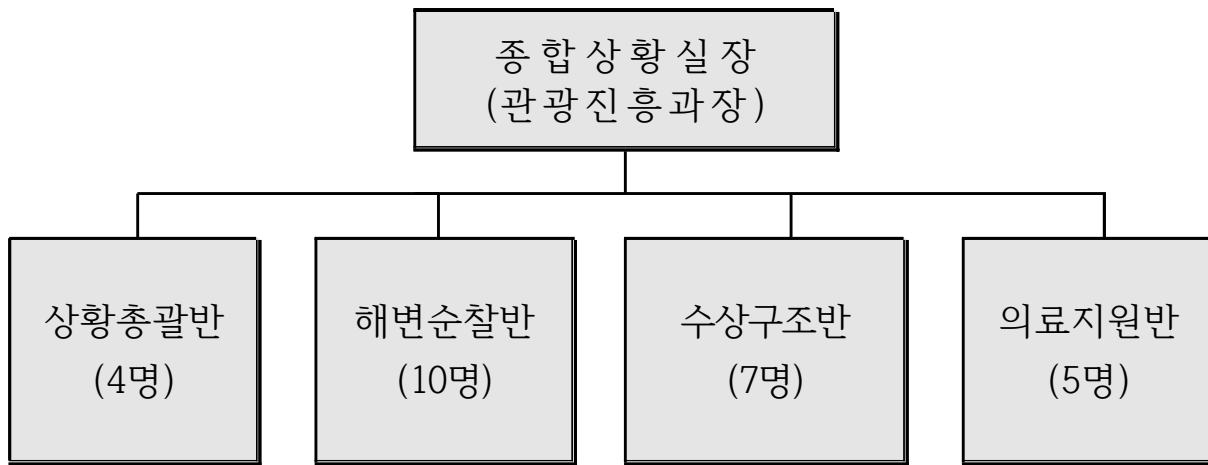 종합상황실장
(관광진흥과장)
상황총괄반
(4명)
해변순찰반
(10명)
수상구조반
(7명)
의료지원반
(5명)